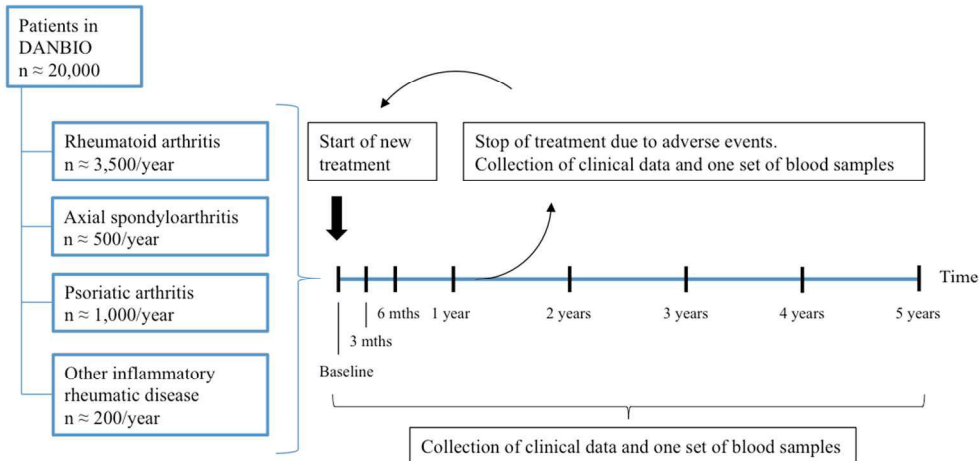 Patients in
DANBIO
n ≈ 20,000
Rheumatoid arthritis
n ≈ 3,500/year
Axial spondyloarthritis
n ≈ 500/year
Psoriatic arthritis
n ≈ 1,000/year
Other inflammatory
rheumatic disease
n ≈ 200/year
Start of new
treatment
Stop of treatment due to adverse events.
Collection of clinical data and one set of blood samples
Time
Baseline
3 mths
6 mths
1 year
2 years
3 years
4 years
5 years
Collection of clinical data and one set of blood samples